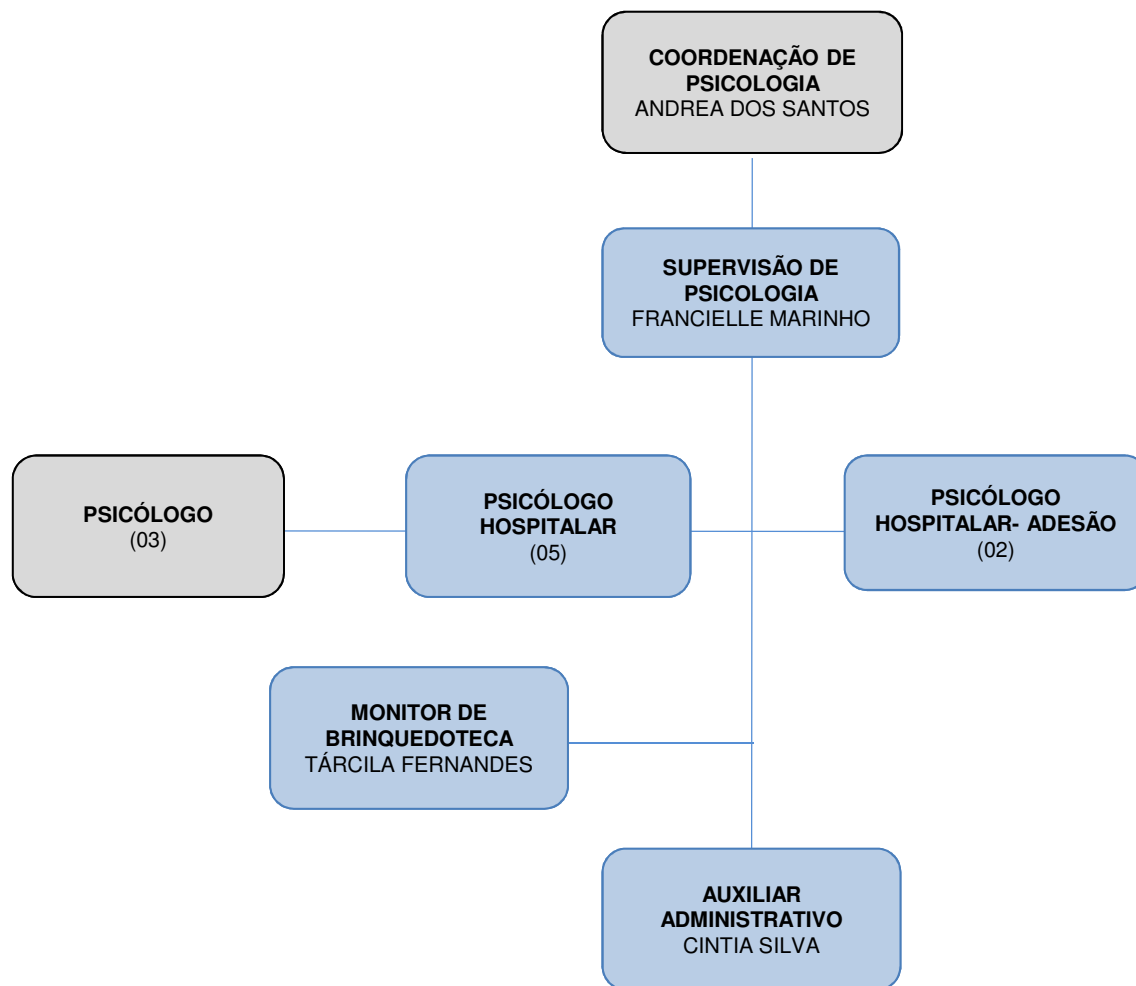 COORDENAÇÃO DE
PSICOLOGIA
ANDREA DOS SANTOS
SUPERVISÃO DE
PSICOLOGIA
FRANCIELLE MARINHO
PSICÓLOGO
(03)
PSICÓLOGO
HOSPITALAR
(05)
PSICÓLOGO
HOSPITALAR- ADESÃO
(02)
MONITOR DE
BRINQUEDOTECA
TÁRCILA FERNANDES
AUXILIAR
ADMINISTRATIVO
CINTIA SILVA